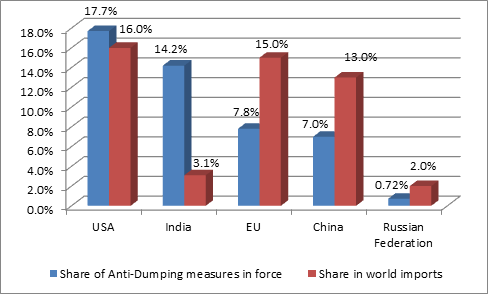 17.7%
16.0%
14.2%
3.1%
7.8%
15.0%
7.0%
13.0%
0.72%
2.0%
18.0%
16.0%
14.0%
12.0%
10.0%
8.0%
6.0%
4.0%
2.0%
0.0%
USA
India
EU
China
Russian
Federation
Share of Anti-Dumping measures in force
Share in world imports